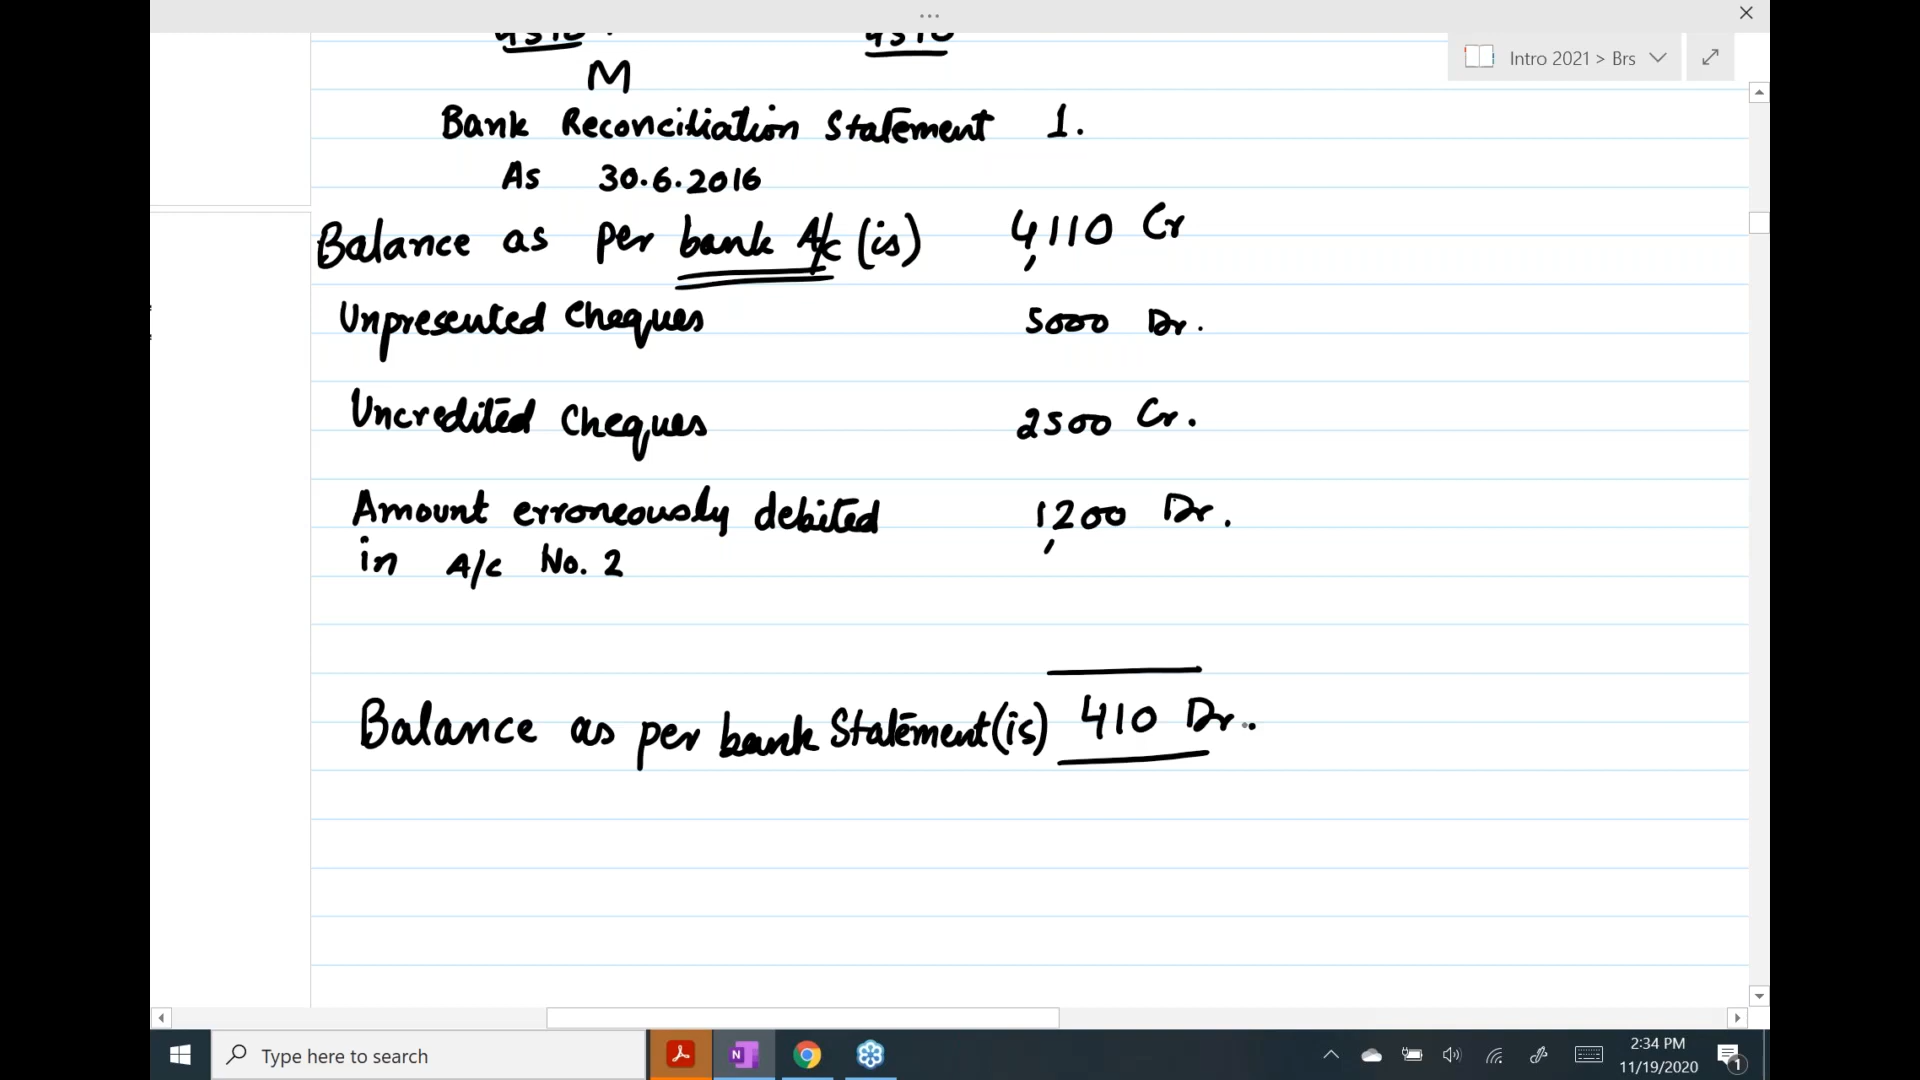 Intro 2021 > Brs
M
Bank Reconciliation Statement 1.
As 30.6.2016
Balance as per bank A/c (is) 4,110 Cr
Unpresented Cheques 5000 Dr.
Uncredited Cheques 2500 Cr.
Amount erroneously debited 1,200 Dr.
in A/c No. 2
Balance as per bank Statement (is) 410 Dr..
Type here to search
2:34 PM
11/19/2020
1